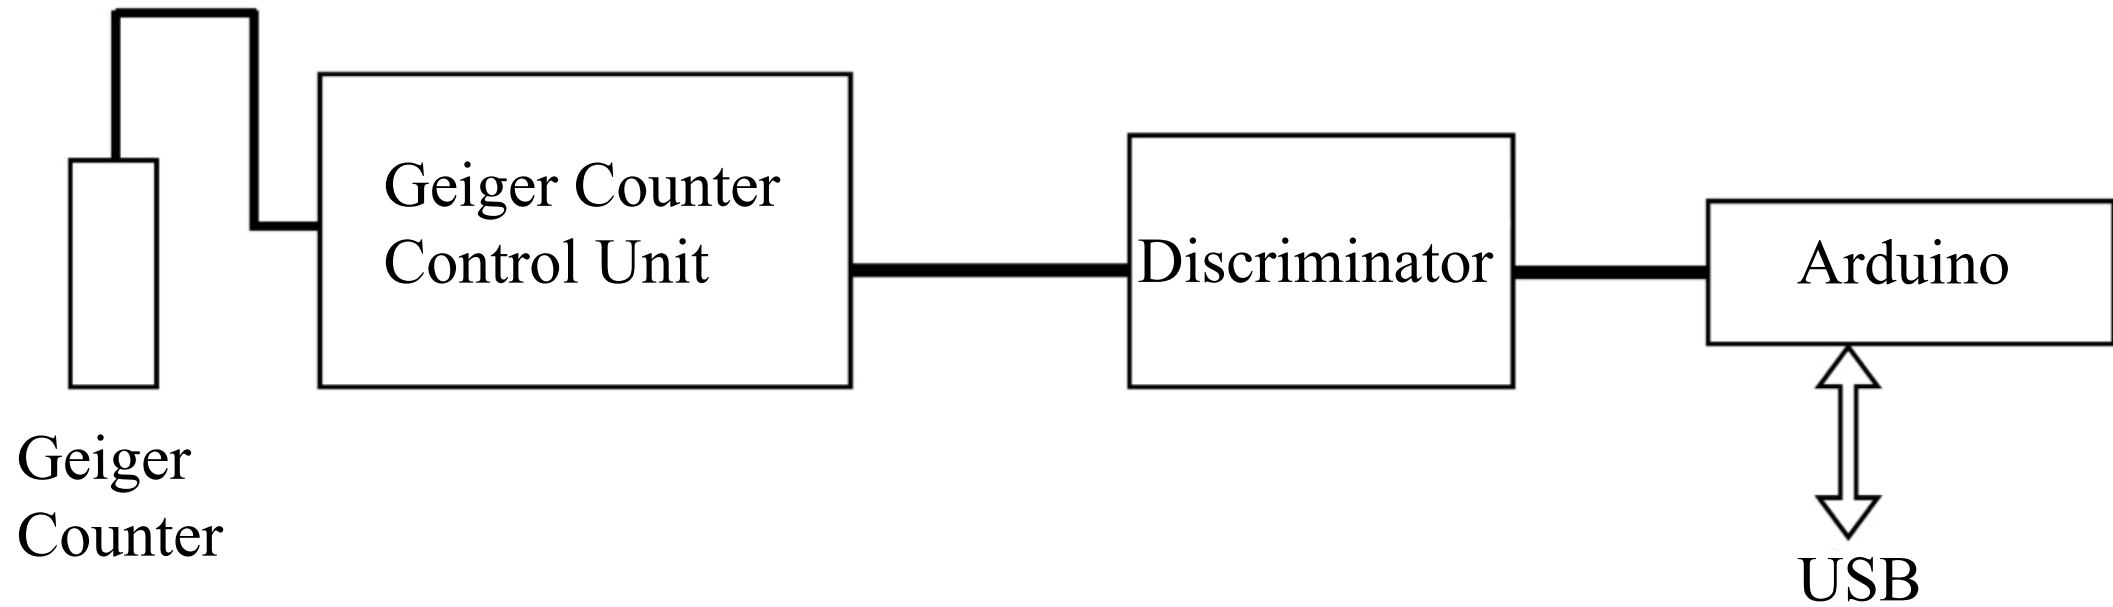 Geiger Counter
Control Unit
Discriminator
Arduino
Geiger
Counter
USB